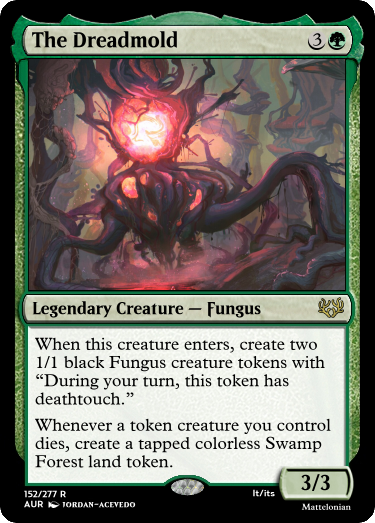 The Dreadmold 3
Legendary Creature — Fungus
When this creature enters, create two
1/1 black Fungus creature tokens with
“During your turn, this token has
deathtouch.”
Whenever a token creature you control
dies, create a tapped colorless Swamp
Forest land token.
3/3
152/277 R It/its
AUR JORDAN-ACEVEDO Mattelonian